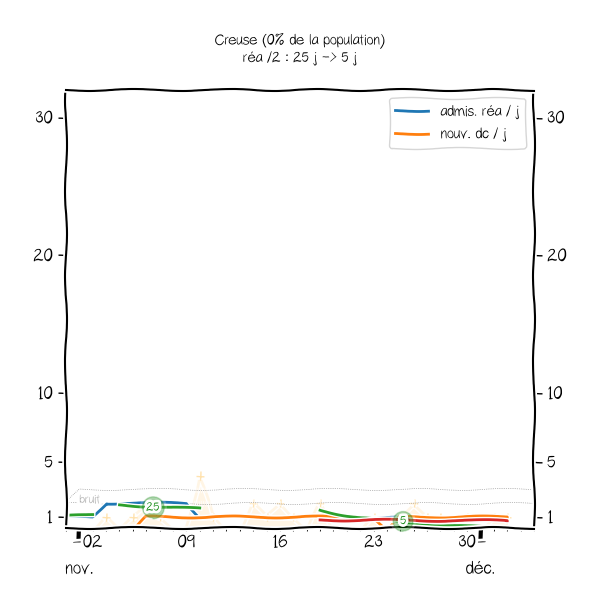 Creuse (0% de la population)
réa /2 : 25 j -> 5 j
admis. réa / j
nouv. dc / j
30
30
20
20
10
10
5
5
bruit
25
5
1
1
02
09
16
23
30
nov.
déc.